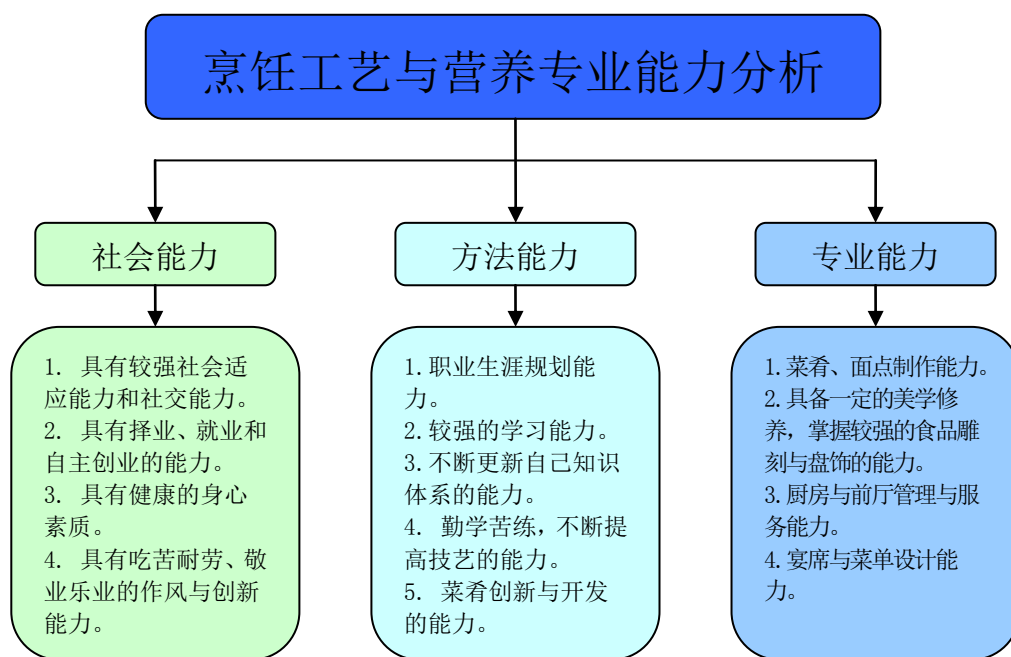 烹饪工艺与营养专业能力分析
社会能力
方法能力
专业能力
1. 具有较强社会适
应能力和社交能力。
2. 具有择业、就业和
自主创业的能力。
3. 具有健康的身心
素质。
4. 具有吃苦耐劳、敬
业乐业的作风与创新
能力。
1.职业生涯规划能
力。
2.较强的学习能力。
3.不断更新自己知识
体系的能力。
4. 勤学苦练，不断提
高技艺的能力。
5. 菜肴创新与开发
的能力。
1.菜肴、面点制作能力。
2.具备一定的美学修
养，掌握较强的食品雕
刻与盘饰的能力。
3.厨房与前厅管理与服
务能力。
4.宴席与菜单设计能
力。